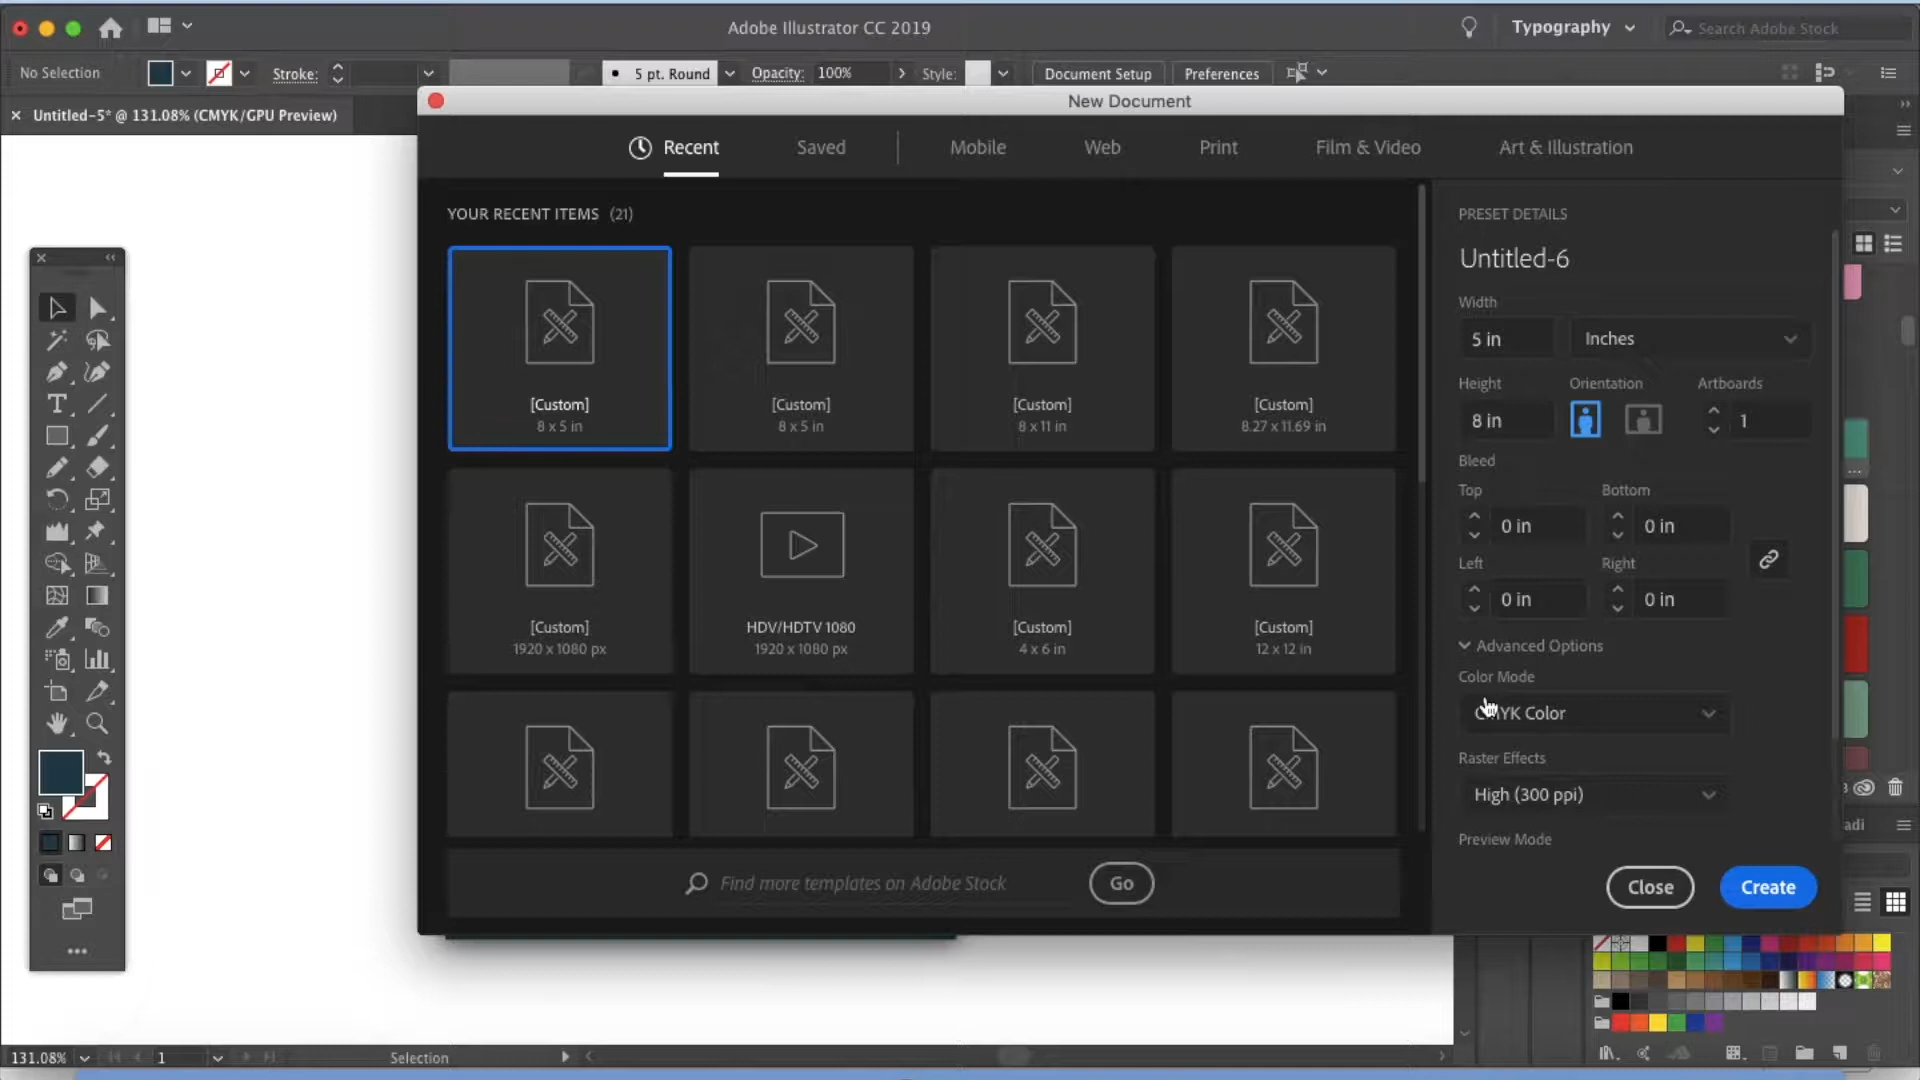 Adobe Illustrator CC 2019
Typography
Search Adobe Stock
No Selection
Stroke:
5 pt. Round
Opacity:
100%
Style:
Document Setup
Preferences
Untitled-5* @ 131.08% (CMYK/GPU Preview)
New Document
Recent
Saved
Mobile
Web
Print
Film & Video
Art & Illustration
YOUR RECENT ITEMS (21)
[Custom]
8 x 5 in
[Custom]
8 x 5 in
[Custom]
8 x 11 in
[Custom]
8.27 x 11.69 in
[Custom]
1920 x 1080 px
HDV/HDTV 1080
1920 x 1080 px
[Custom]
4 x 6 in
[Custom]
12 x 12 in
Find more templates on Adobe Stock
Go
PRESET DETAILS
Untitled-6
Width
5 in
Inches
Height
Orientation
Artboards
8 in
1
Bleed
Top
Bottom
0 in
0 in
Left
Right
0 in
0 in
Advanced Options
Color Mode
CMYK Color
Raster Effects
High (300 ppi)
Preview Mode
Close
Create
adi
131.08%
1
Selection